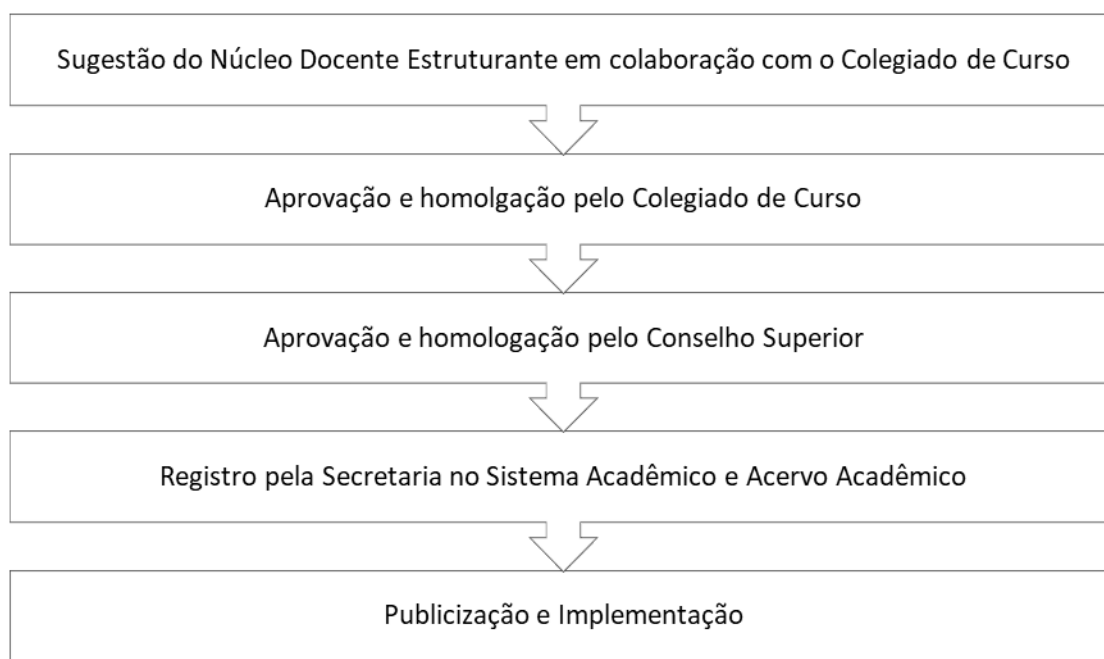 Sugestão do Núcleo Docente Estruturante em colaboração com o Colegiado de Curso
Aprovação e homolgação pelo Colegiado de Curso
Aprovação e homologação pelo Conselho Superior
Registro pela Secretaria no Sistema Acadêmico e Acervo Acadêmico
Publicização e Implementação